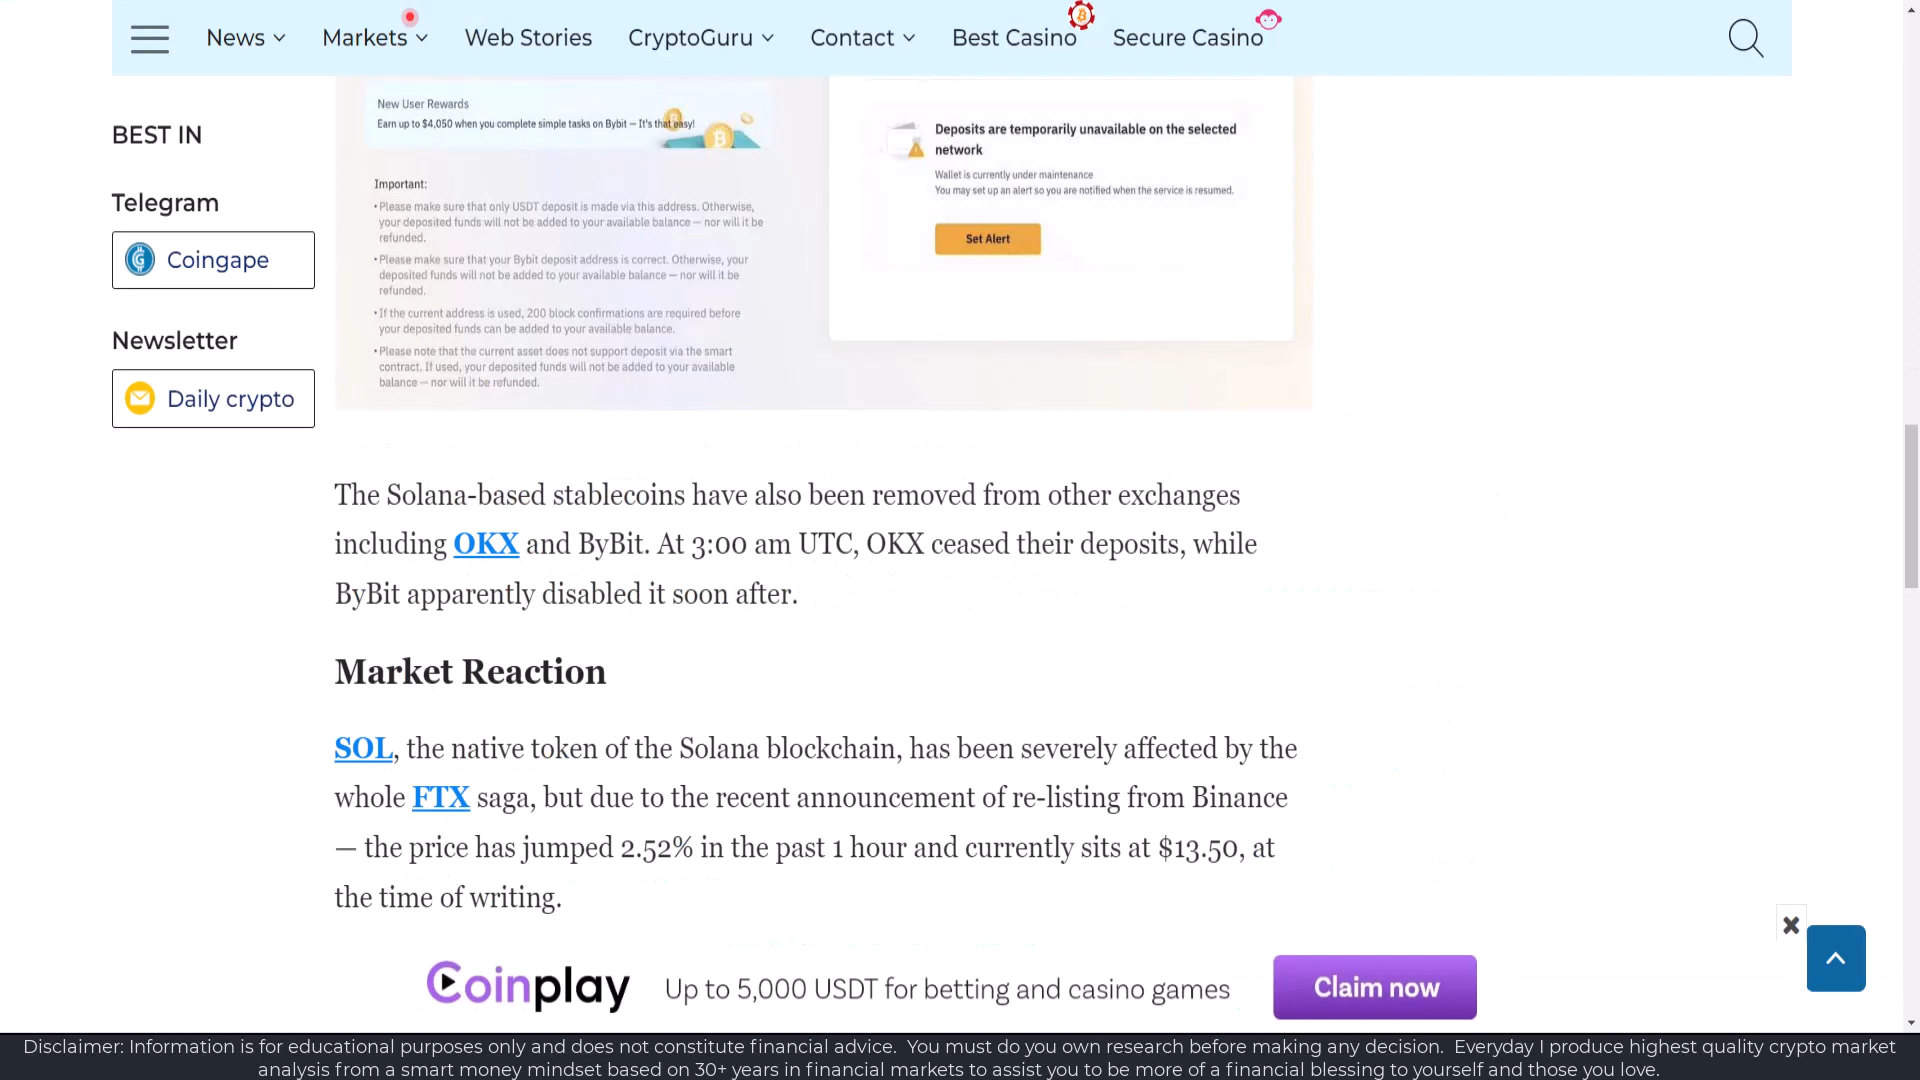 News
Markets
Web Stories
CryptoGuru
Contact
Best Casino
Secure Casino
BEST IN
Telegram
Coingape
Newsletter
Daily crypto
New User Rewards
Earn up to $4,050 when you complete simple tasks on Bybit — It's that easy!
Important:
• Please make sure that only USDT deposit is made via this address. Otherwise,
your deposited funds will not be added to your available balance — nor will it be
refunded.
• Please make sure that your Bybit deposit address is correct. Otherwise, your
deposited funds will not be added to your available balance — nor will it be
refunded.
• If the current address is used, 200 block confirmations are required before
your deposited funds can be added to your available balance.
• Please note that the current asset does not support deposit via the smart
contract. If used, your deposited funds will not be added to your available
balance — nor will it be refunded.
Deposits are temporarily unavailable on the selected
network
Wallet is currently under maintenance
You may set up an alert so you are notified when the service is resumed.
Set Alert
The Solana-based stablecoins have also been removed from other exchanges
including OKX and ByBit. At 3:00 am UTC, OKX ceased their deposits, while
ByBit apparently disabled it soon after.
Market Reaction
SOL, the native token of the Solana blockchain, has been severely affected by the
whole FTX saga, but due to the recent announcement of re-listing from Binance
— the price has jumped 2.52% in the past 1 hour and currently sits at $13.50, at
the time of writing.
Coinplay
Up to 5,000 USDT for betting and casino games
Claim now
Disclaimer: Information is for educational purposes only and does not constitute financial advice. You must do you own research before making any decision. Everyday I produce highest quality crypto market
analysis from a smart money mindset based on 30+ years in financial markets to assist you to be more of a financial blessing to yourself and those you love.